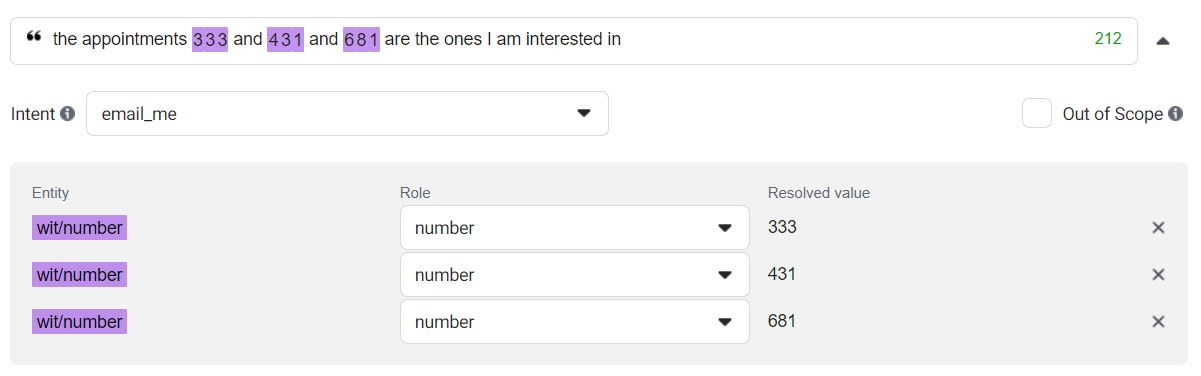 ❝ the appointments 333 and 431 and 681 are the ones I am interested in 212
Intent email_me Out of Scope
Entity Role Resolved value
wit/number number 333
wit/number number 431
wit/number number 681